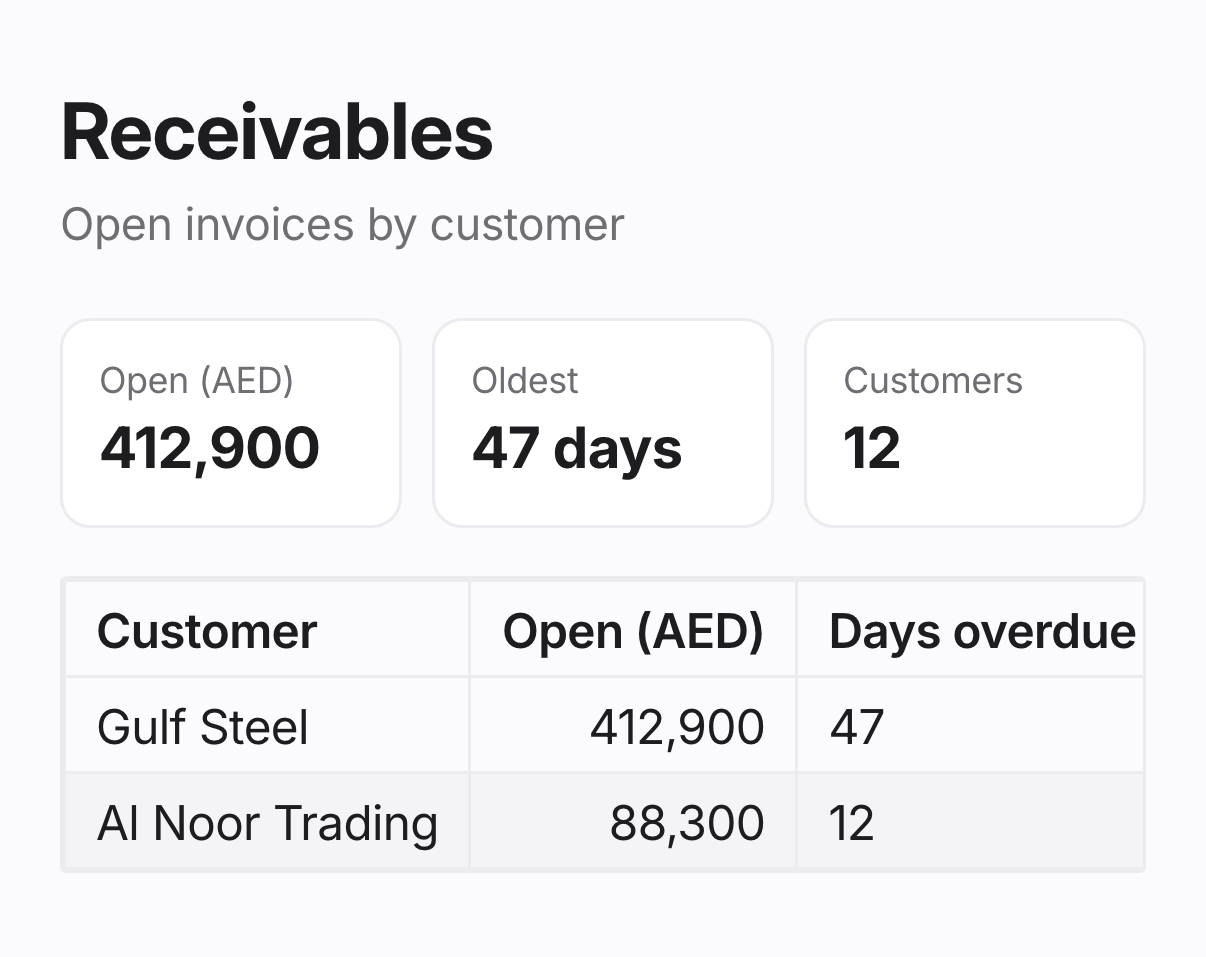 Receivables
Open invoices by customer
Open (AED) Oldest Customers
412,900 47 days 12
Customer Open (AED) Days overdue
Gulf Steel 412,900 47
Al Noor Trading 88,300 12